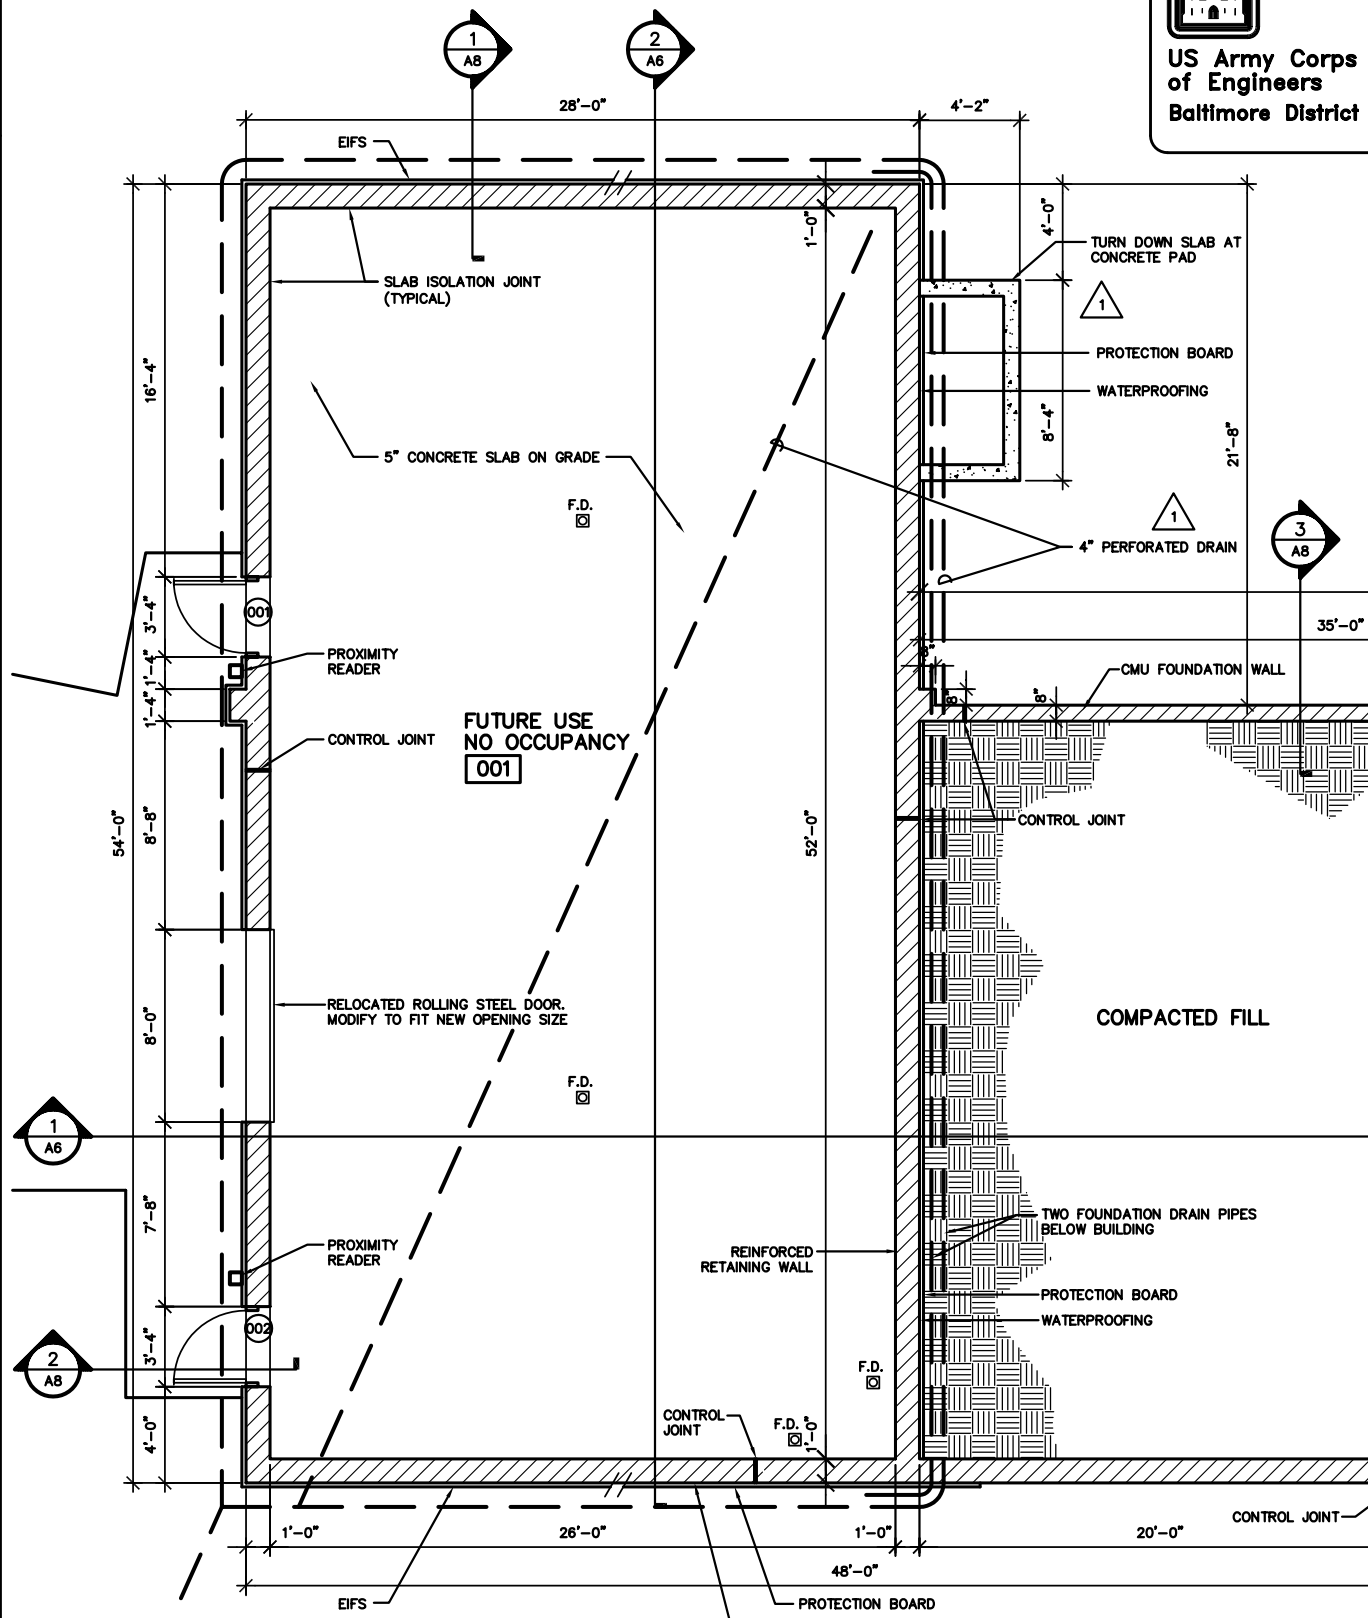 1
A8
2
A6
US Army Corps
of Engineers
Baltimore District
28'-0"
4'-2"
EIFS
1'-0"
4'-0"
TURN DOWN SLAB AT
CONCRETE PAD
SLAB ISOLATION JOINT
(TYPICAL)
1
PROTECTION BOARD
16'-4"
WATERPROOFING
8'-4"
21'-8"
5" CONCRETE SLAB ON GRADE
F.D.
1
3
A8
4" PERFORATED DRAIN
3'-4"
001
35'-0"
PROXIMITY
READER
8"
1'-4"
CMU FOUNDATION WALL
8"
8"
1'-4"
FUTURE USE
NO OCCUPANCY
001
CONTROL JOINT
54'-0"
8'-8"
52'-0"
CONTROL JOINT
RELOCATED ROLLING STEEL DOOR.
MODIFY TO FIT NEW OPENING SIZE
8'-0"
COMPACTED FILL
F.D.
1
A6
7'-8"
TWO FOUNDATION DRAIN PIPES
BELOW BUILDING
PROXIMITY
READER
REINFORCED
RETAINING WALL
PROTECTION BOARD
WATERPROOFING
002
3'-4"
2
A8
F.D.
CONTROL
JOINT
F.D.
1'-0"
4'-0"
CONTROL JOINT
1'-0"
26'-0"
1'-0"
20'-0"
48'-0"
EIFS
PROTECTION BOARD